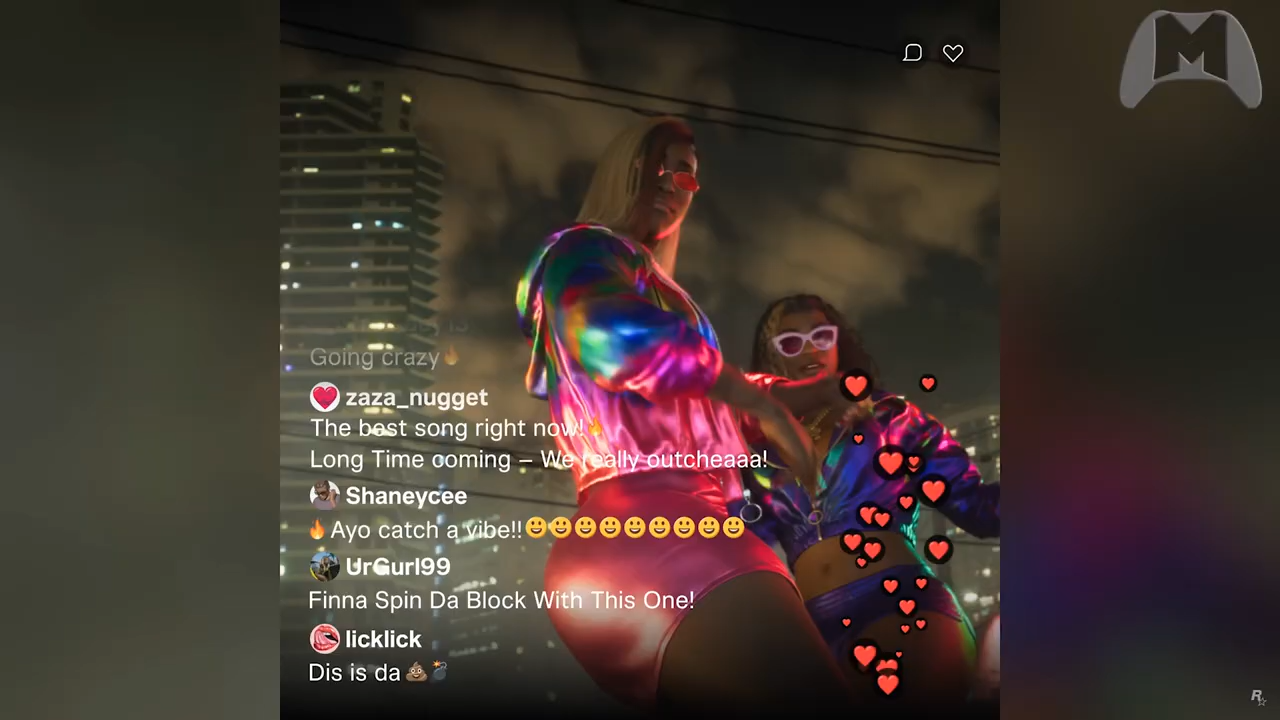 Going crazy🔥
zaza_nugget
The best song right now!🔥
Long Time coming – We really outcheaaa!
Shaneycee
🔥Ayo catch a vibe!!😀😀😀😀😀😀😀😀😀
UrGurl99
Finna Spin Da Block With This One!
licklick
Dis is da💩💣